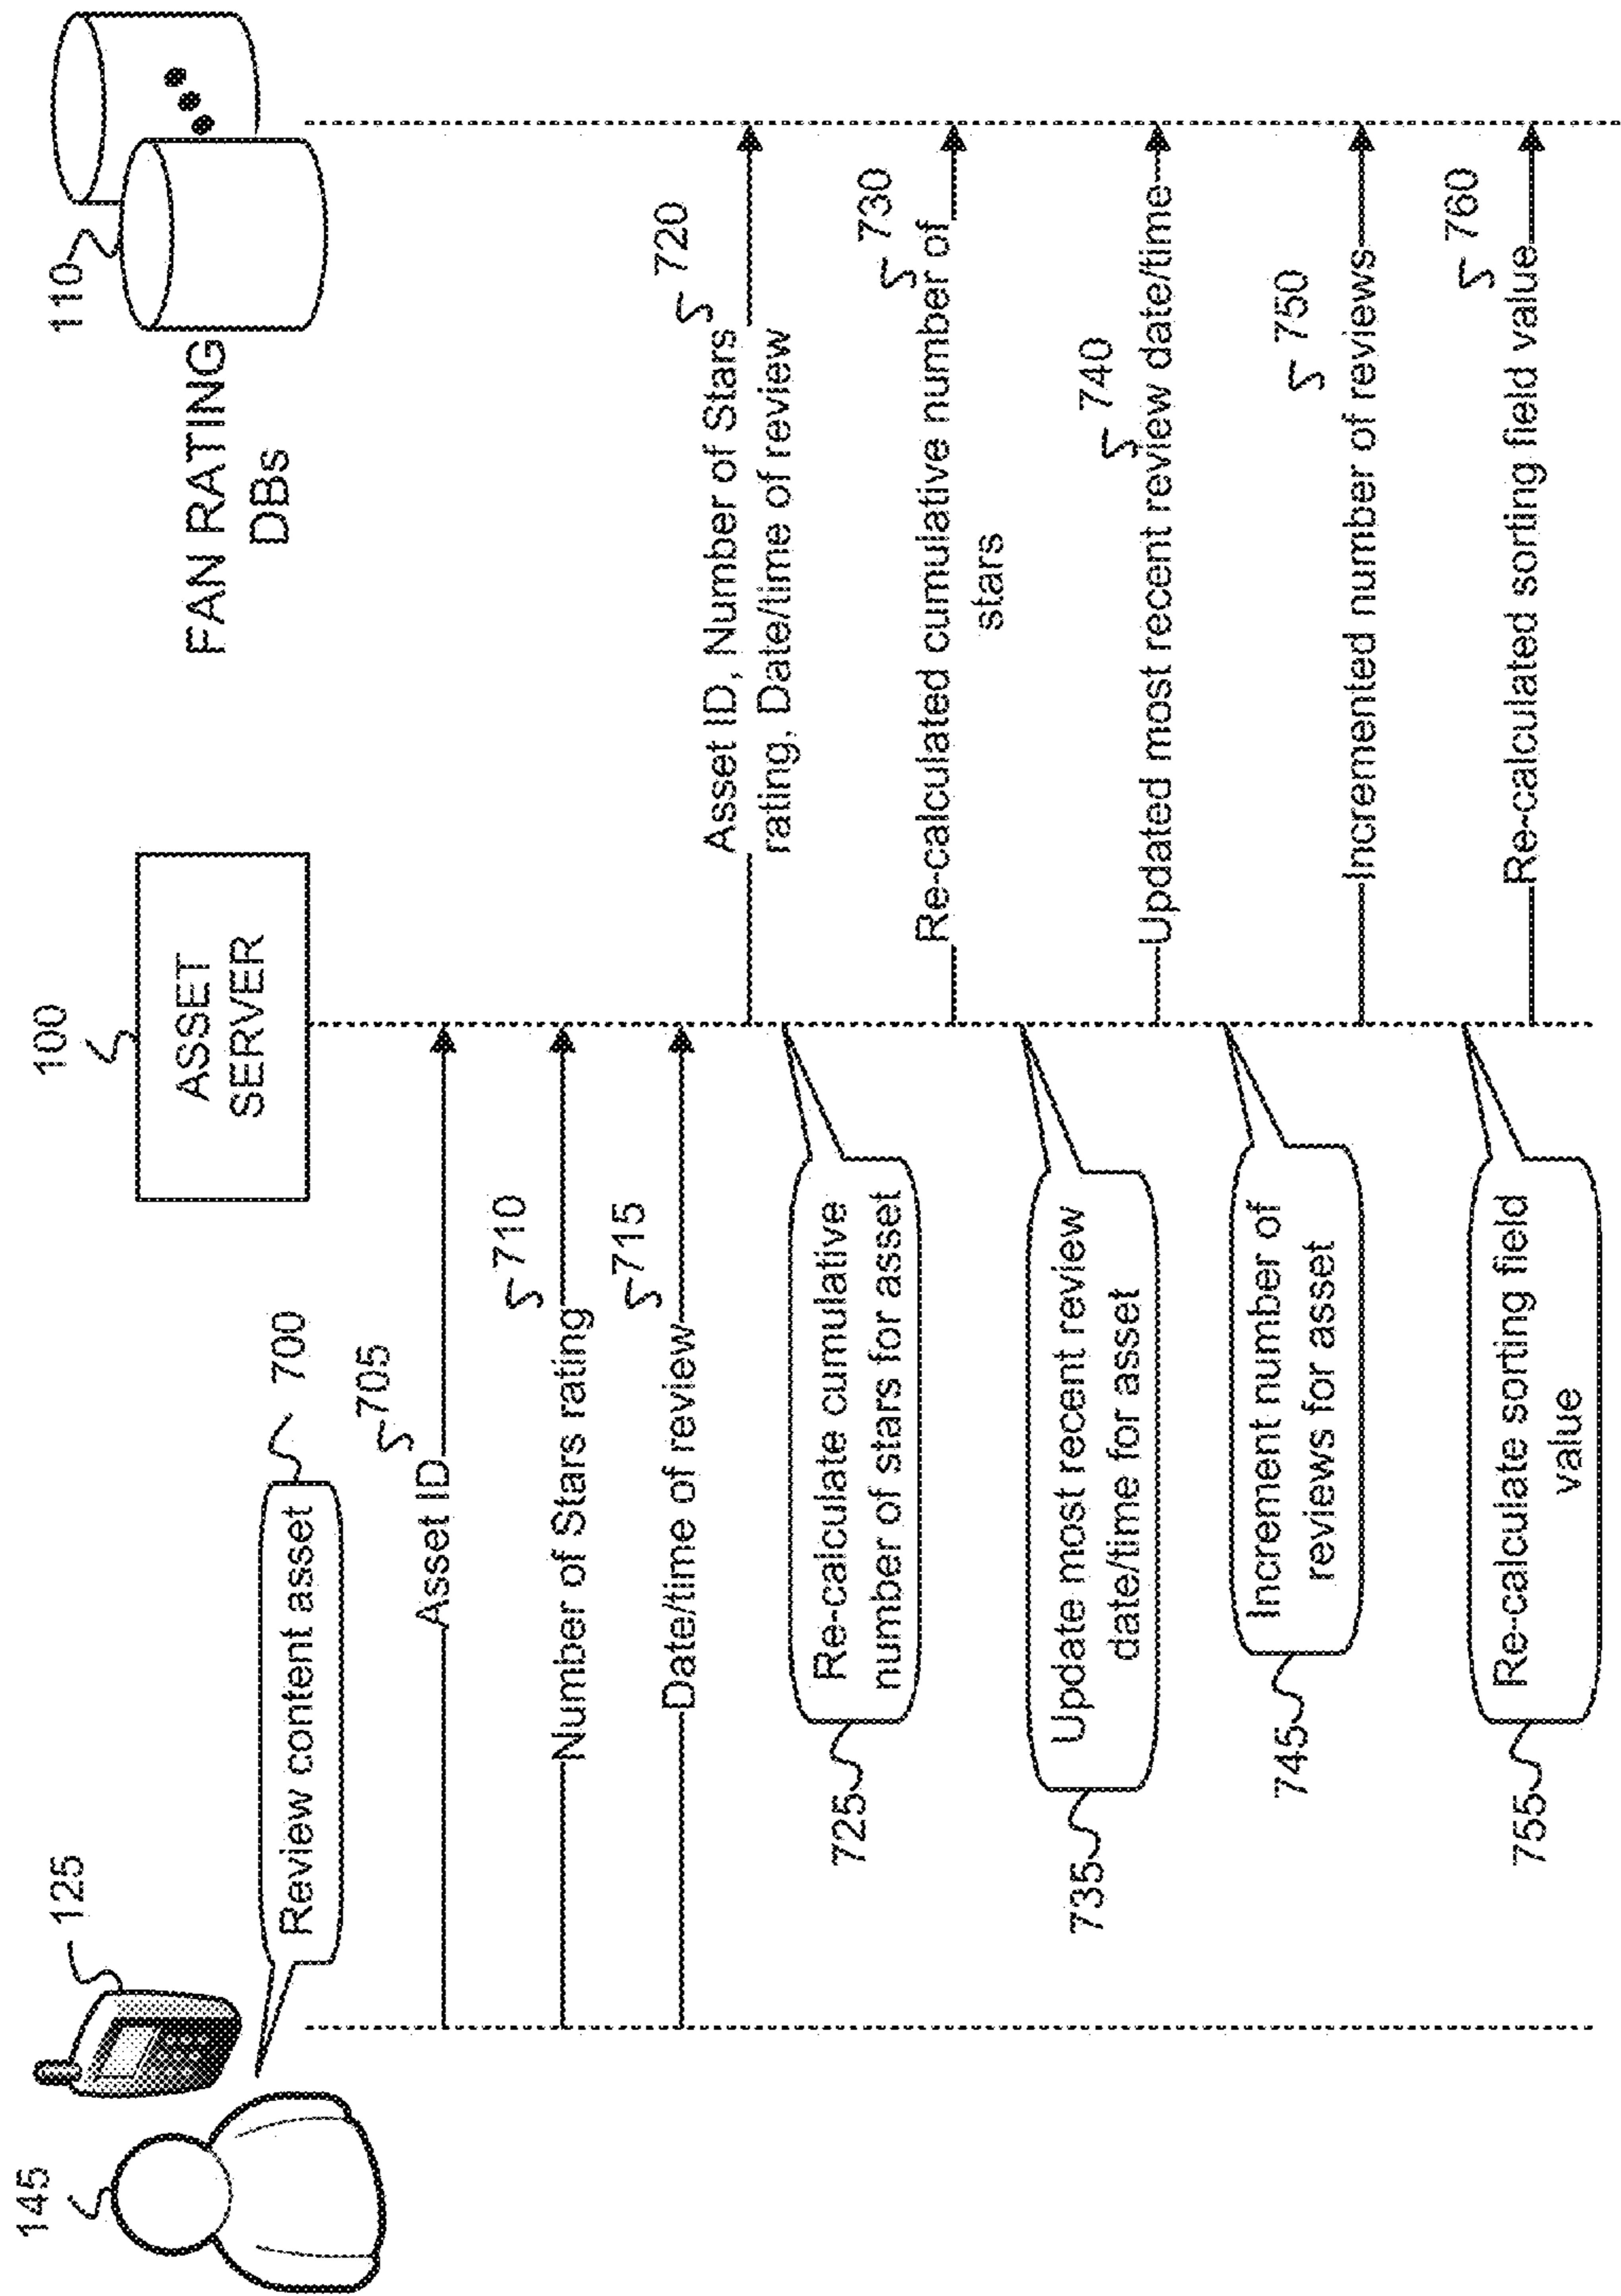 145
125
100
110
ASSET
SERVER
FAN RATING
DBs
Review content asset
700
Asset ID
705
Number of Stars rating
710
Date/time of review
715
720
Asset ID, Number of Stars
rating, Date/time of review
Re-calculate cumulative
number of stars for asset
725
730
Re-calculated cumulative number of
stars
Update most recent review
date/time for asset
735
740
Updated most recent review date/time
Increment number of
reviews for asset
745
750
Incremented number of reviews
Re-calculate sorting field
value
755
760
Re-calculated sorting field value